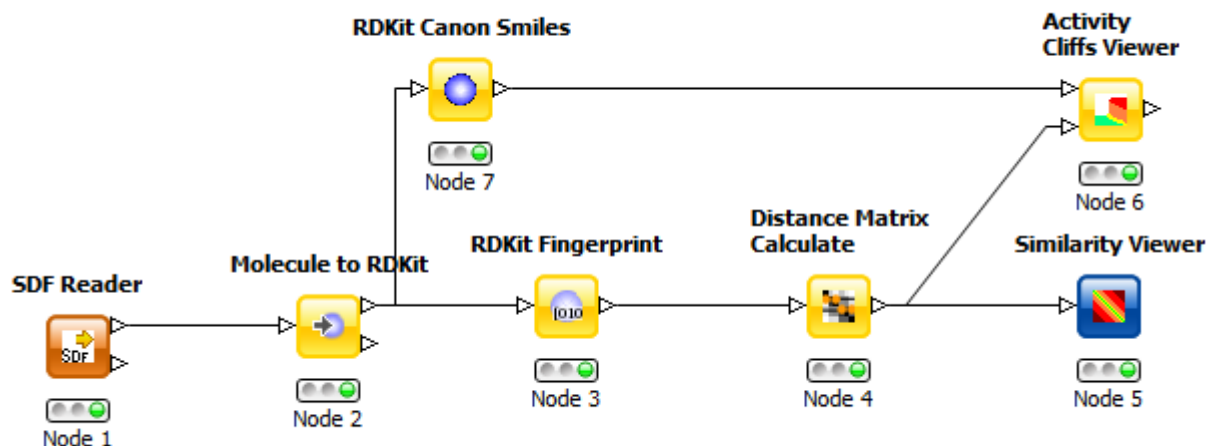 RDKit Canon Smiles
Activity
Cliffs Viewer
Node 7
Node 6
SDF Reader
Molecule to RDKit
RDKit Fingerprint
Distance Matrix
Calculate
Similarity Viewer
SDF
[010
Node 1
Node 2
Node 3
Node 4
Node 5